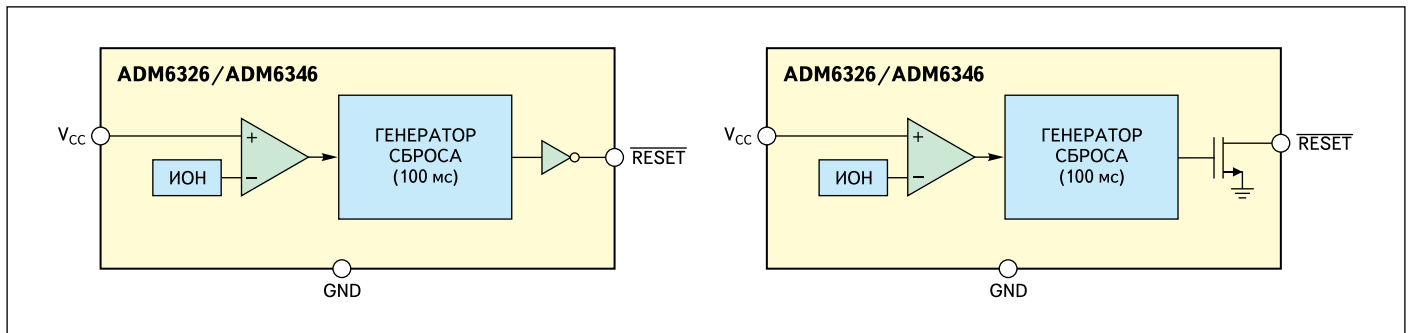 ADM6326/ADM6346
V_CC
+
−
ИОН
ГЕНЕРАТОР
СБРОСА
(100 мс)
RESET
GND
ADM6326/ADM6346
V_CC
+
−
ИОН
ГЕНЕРАТОР
СБРОСА
(100 мс)
RESET
GND